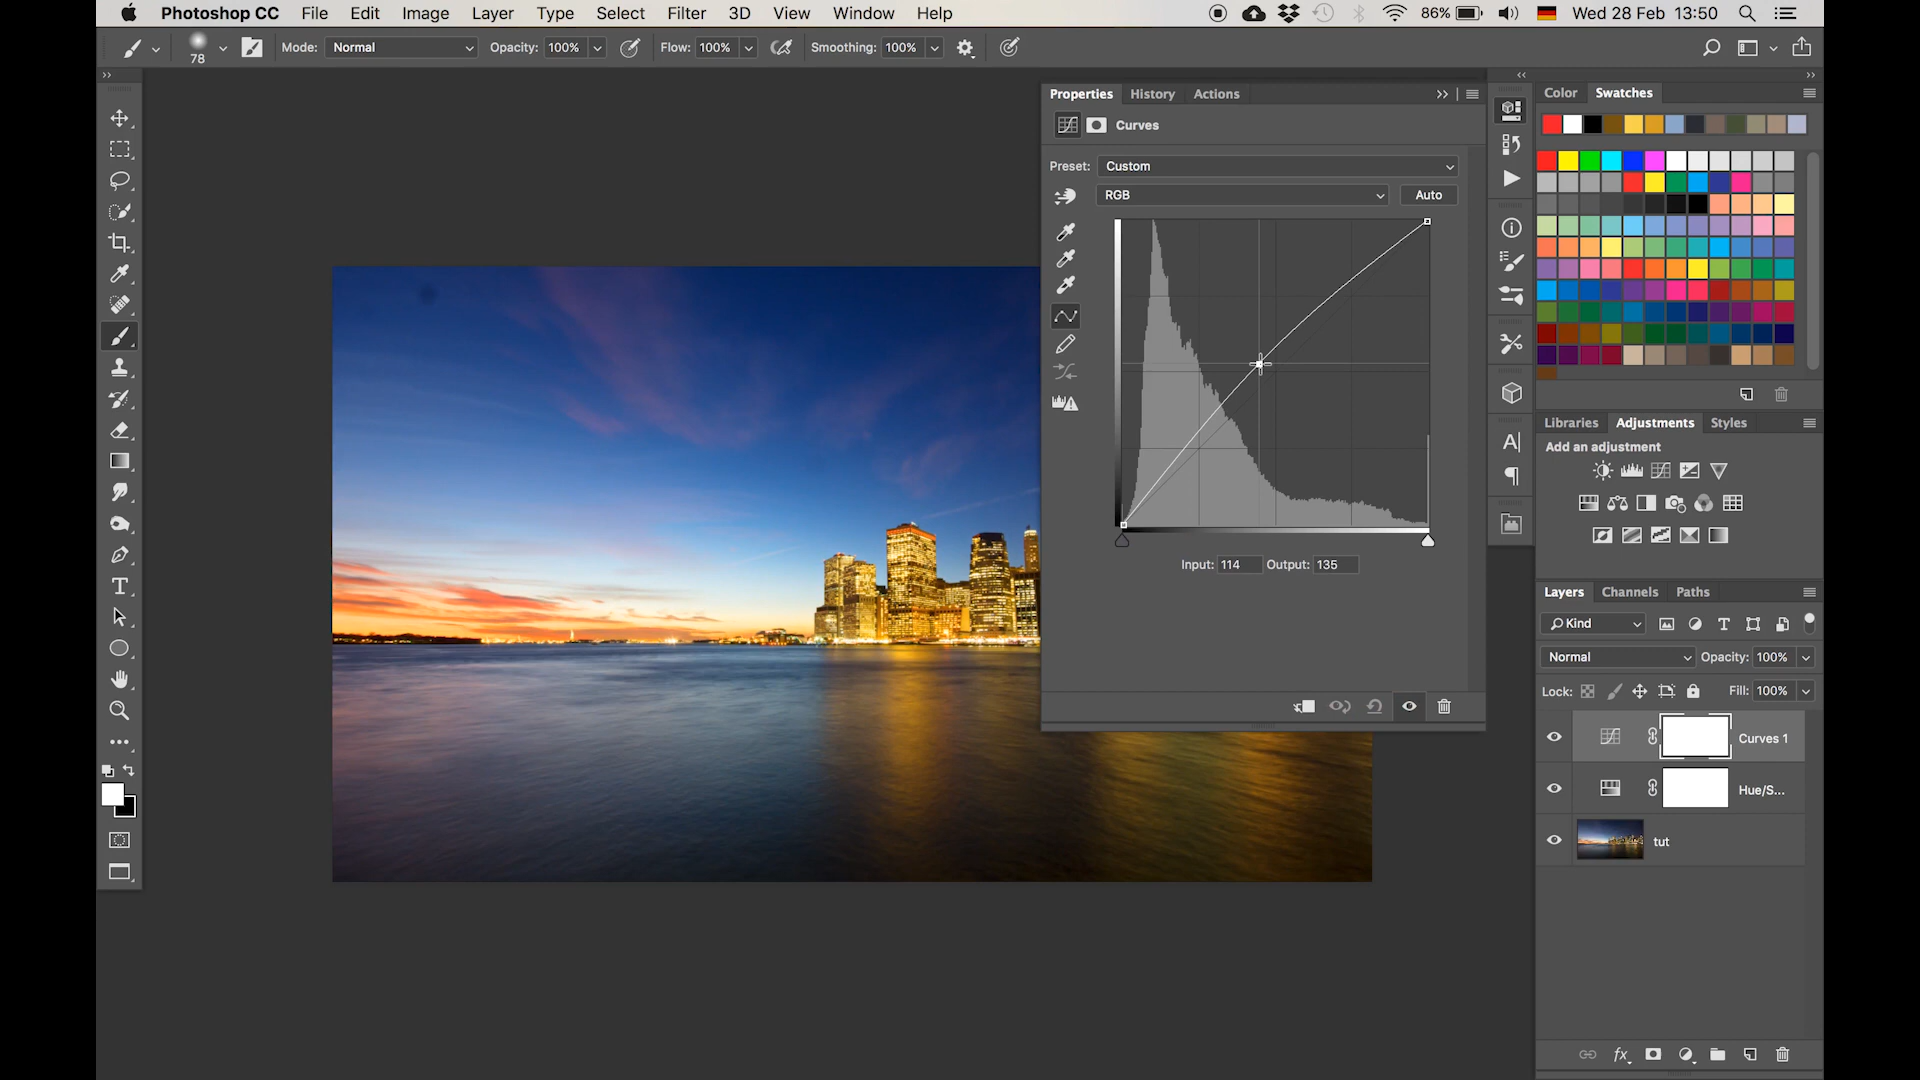 Photoshop CC File Edit Image Layer Type Select Filter 3D View Window Help 86% Wed 28 Feb 13:50
78 Mode: Normal Opacity: 100% Flow: 100% Smoothing: 100%
Properties History Actions
Curves
Preset: Custom
RGB Auto
Input: 114 Output: 135
Color Swatches
Libraries Adjustments Styles
Add an adjustment
Layers Channels Paths
Kind
Normal Opacity: 100%
Lock: Fill: 100%
Curves 1
Hue/S...
tut